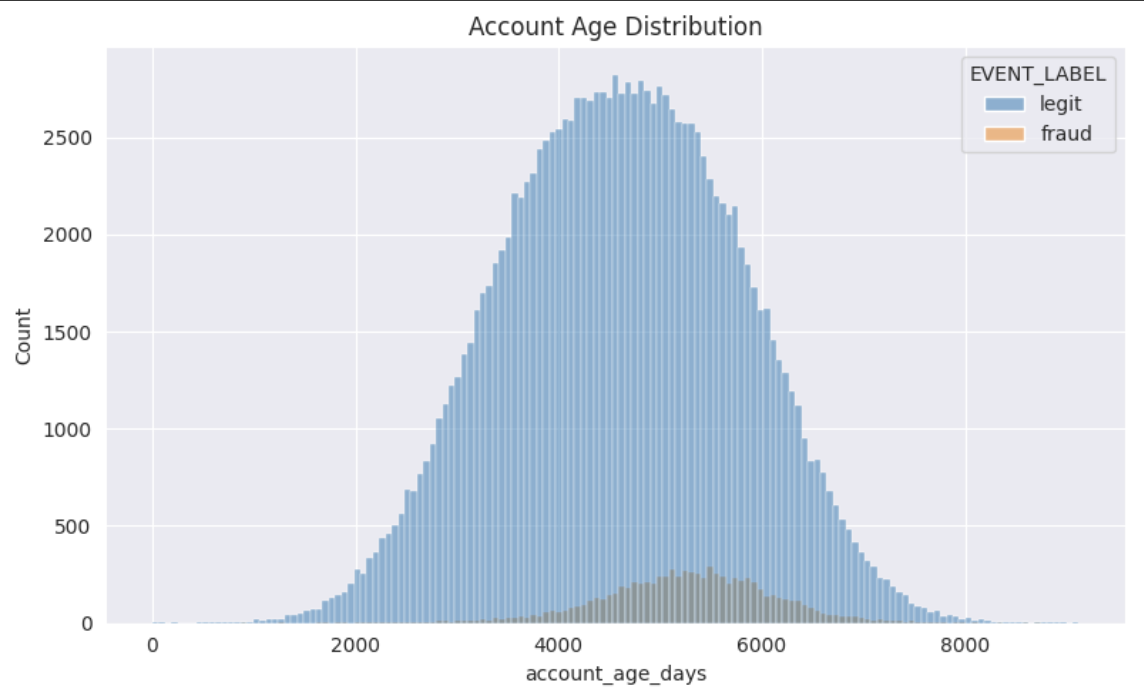 Account Age Distribution
EVENT_LABEL
legit
fraud
Count
2500
2000
1500
1000
500
0
0 2000 4000 6000 8000
account_age_days